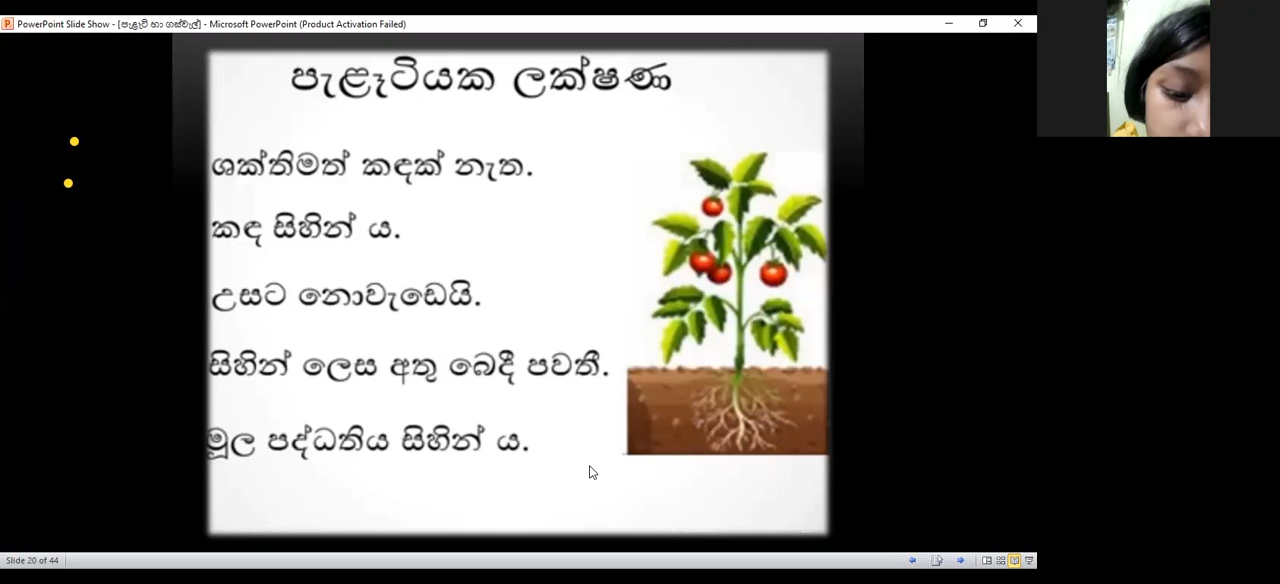 PowerPoint Slide Show - [පැළෑටි හා ගස්වැල්] - Microsoft PowerPoint (Product Activation Failed)
පැළෑටියක ලක්ෂණ
ශක්තිමත් කඳක් නැත.
කඳ සිහින් ය.
උසට නොවැඩෙයි.
සිහින් ලෙස අතු බෙදී පවතී.
මූල පද්ධතිය සිහින් ය.
Slide 20 of 44